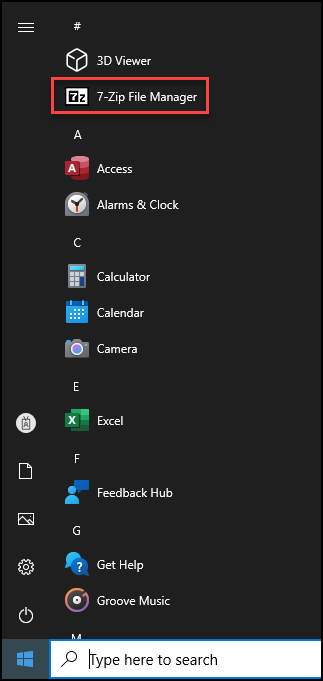 #
3D Viewer
7z
7-Zip File Manager
A
A
Access
Alarms & Clock
C
Calculator
Calendar
Camera
E
X
Excel
F
Feedback Hub
G
?
Get Help
Groove Music
M
Type here to search